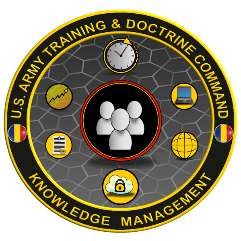 U.S. ARMY TRAINING & DOCTRINE COMMAND
KNOWLEDGE MANAGEMENT